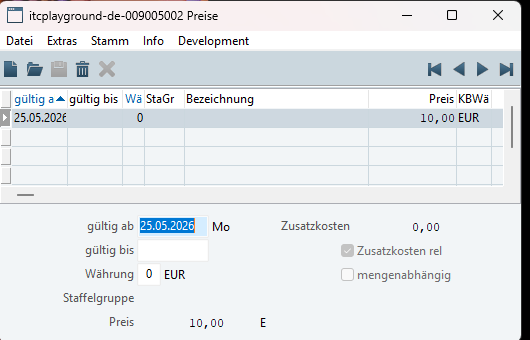 itcplayground-de-009005002 Preise
Datei Extras Stamm Info Development
gültig a gültig bis Wä StaGr Bezeichnung Preis KBWä
25.05.2026 0 10,00 EUR
gültig ab 25.05.2026 Mo Zusatzkosten 0,00
gültig bis Zusatzkosten rel
Währung 0 EUR mengenabhängig
Staffelgruppe
Preis 10,00 E